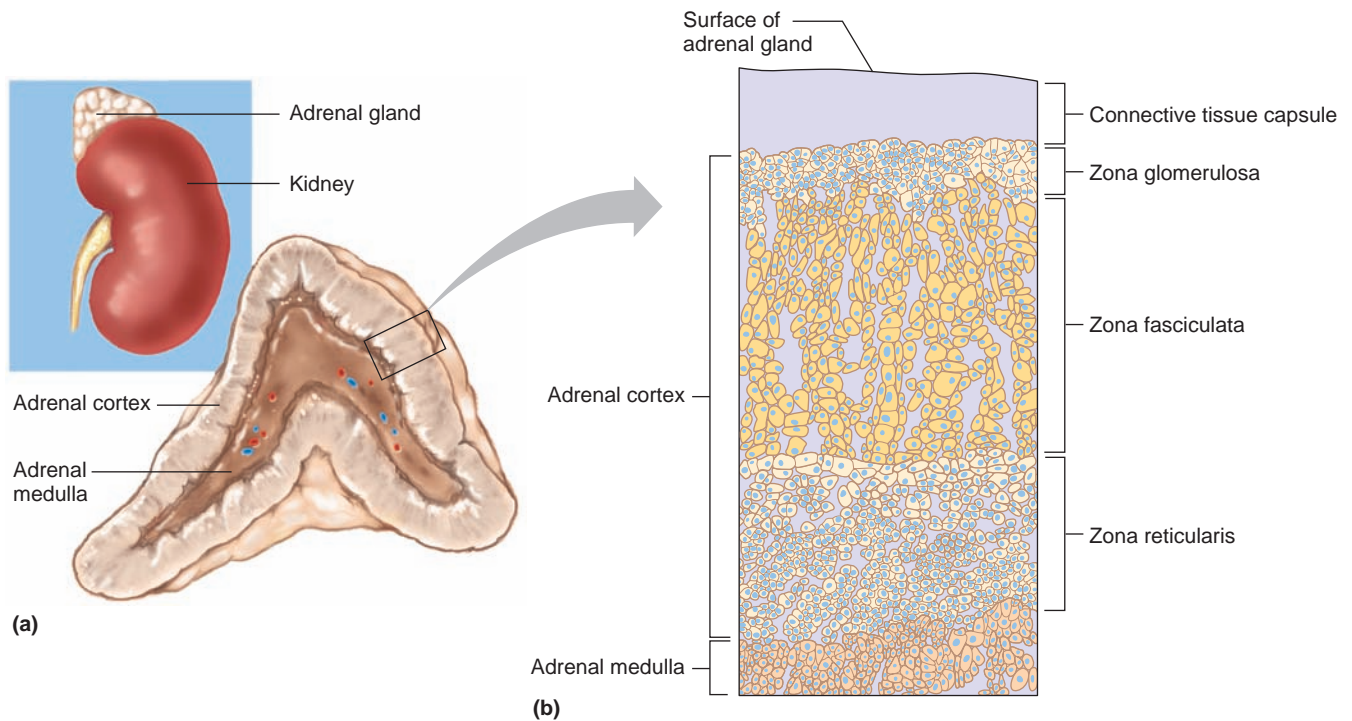 Surface of
adrenal gland
Adrenal gland
Kidney
Connective tissue capsule
Zona glomerulosa
Zona fasciculata
Adrenal cortex
Adrenal cortex
Adrenal
medulla
Zona reticularis
(a)
Adrenal medulla
(b)